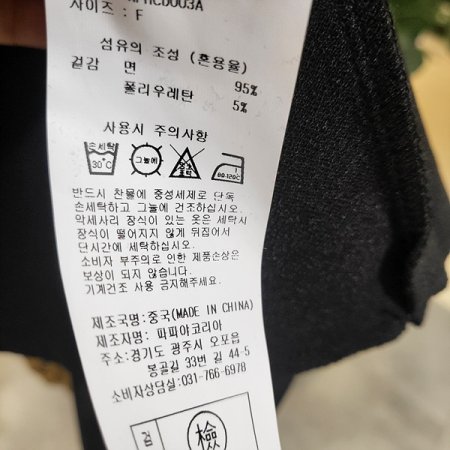 사이즈 : F
섬유의 조성 (혼용율)
겉감 면 95%
폴리우레탄 5%
사용시 주의사항
손세탁 30℃ 그늘에 80-120C
반드시 찬물에 중성세제로 단독
손세탁하고 그늘에 건조하십시오.
악세사리 장식이 있는 옷은 세탁시
장식이 떨어지지 않게 뒤집어서
단시간에 세탁하십시오.
소비자 부주의로 인한 제품손상은
보상이 되지 않습니다.
기계건조 사용 금지해주세요.
제조국명:중국(MADE IN CHINA)
제조자명: 파피야코리아
주소:경기도 광주시 오포읍
봉골길 33번 길 44-5
소비자상담실:031-766-6978
검 檢